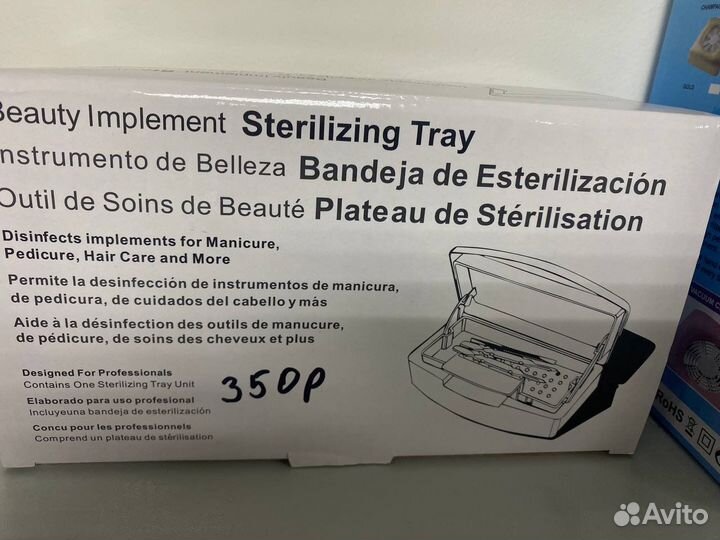 Beauty Implement Sterilizing Tray
Instrumento de Belleza Bandeja de Esterilización
Outil de Soins de Beauté Plateau de Stérilisation
Disinfects implements for Manicure,
Pedicure, Hair Care and More
Permite la desinfección de instrumentos de manicura,
de pedicura, de cuidados del cabello y más
Aide à la désinfection des outils de manucure,
de pédicure, de soins des cheveux et plus
Designed For Professionals
Contains One Sterilizing Tray Unit
Elaborado para uso profesional
Incluyeuna bandeja de esterilización
Concu pour les professionnels
Comprend un plateau de stérilisation
350р
GOLD
VACUUM
RoHS
Avito